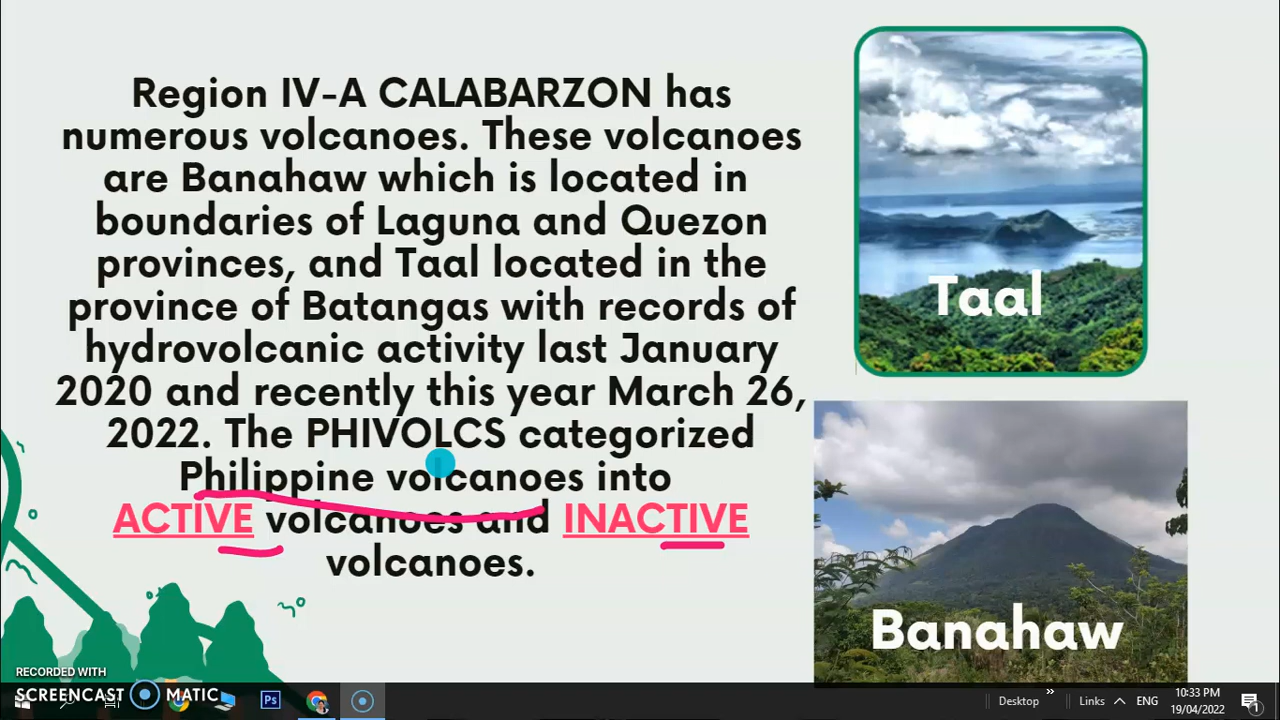 Region IV-A CALABARZON has
numerous volcanoes. These volcanoes
are Banahaw which is located in
boundaries of Laguna and Quezon
provinces, and Taal located in the
province of Batangas with records of
hydrovolcanic activity last January
2020 and recently this year March 26,
2022. The PHIVOLCS categorized
Philippine volcanoes into
ACTIVE volcanoes and INACTIVE
volcanoes.
Taal
Banahaw
RECORDED WITH
SCREENCAST MATIC
Ps
Desktop
Links
ENG
10:33 PM
19/04/2022
1